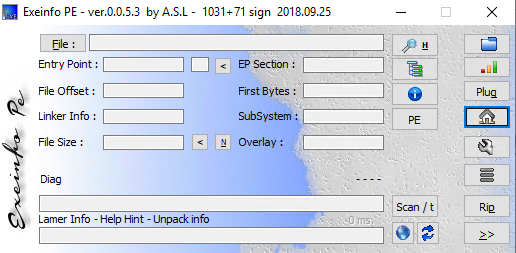 Exeinfo PE - ver.0.0.5.3 by A.S.L - 1031+71 sign 2018.09.25
Exeinfo Pe
File :
H
Entry Point :
<
EP Section :
File Offset :
First Bytes :
Plug
Linker Info :
SubSystem :
PE
File Size :
<
N
Overlay :
Diag
----
Scan / t
Rip
Lamer Info - Help Hint - Unpack info
0 ms.
>>